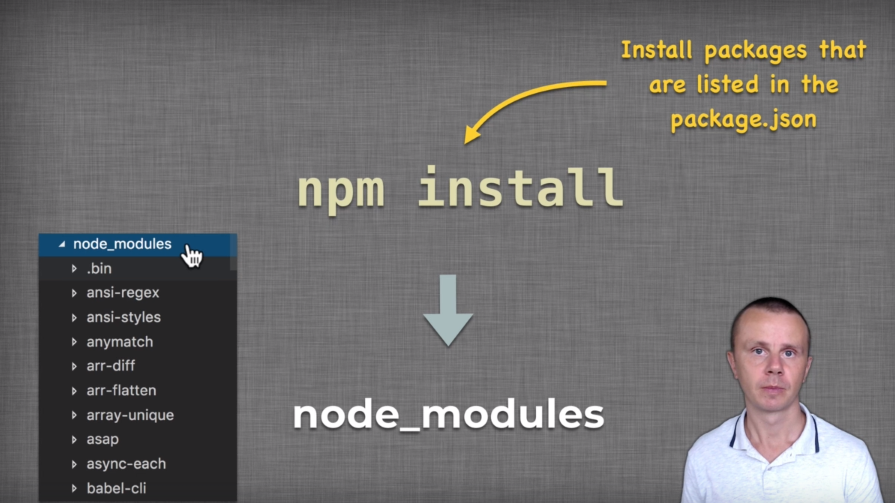 Install packages that
are listed in the
package.json
npm install
node_modules
.bin
ansi-regex
ansi-styles
anymatch
arr-diff
arr-flatten
array-unique
asap
async-each
babel-cli
node_modules